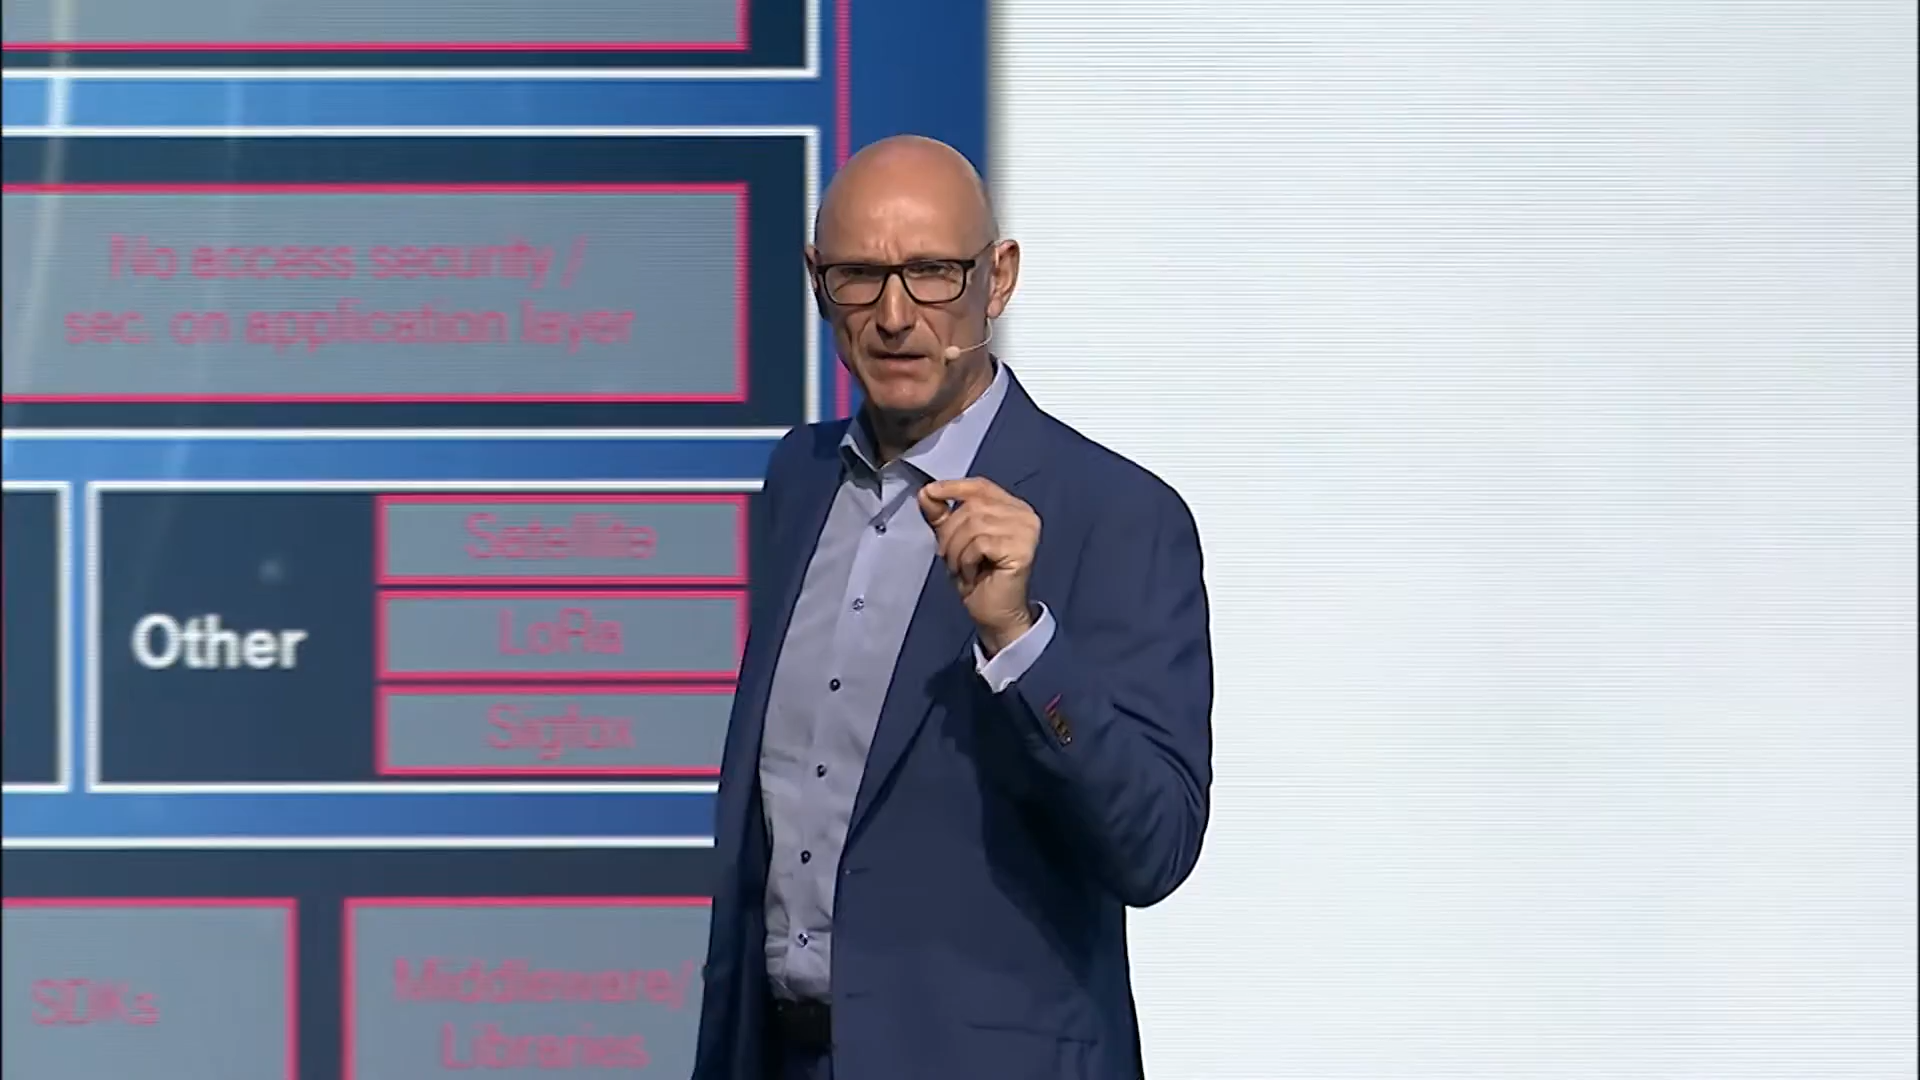 No access security /
sec. on application layer
Other
Satellite
LoRa
Sigfox
SDKs
Middleware/
Libraries